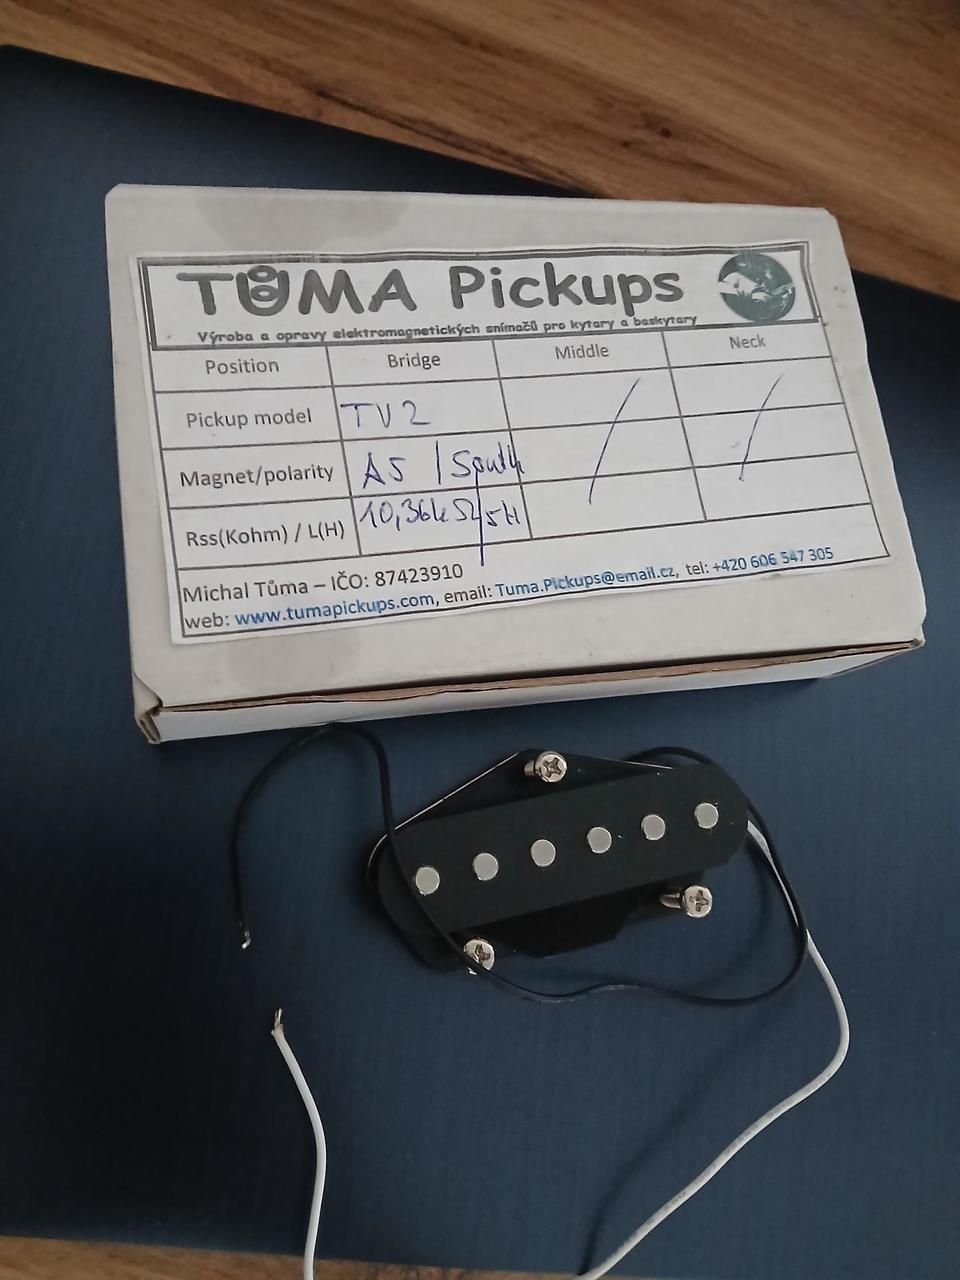 TŮMA Pickups
Výroba a opravy elektromagnetických snímačů pro kytary a baskytary
Position Bridge Middle Neck
Pickup model TV2 /
Magnet/polarity A5 / South
Rss(Kohm) / L(H) 10,36kΩ/5H
Michal Tůma – IČO: 87423910
web: www.tumapickups.com, email: Tuma.Pickups@email.cz, tel: +420 606 547 305